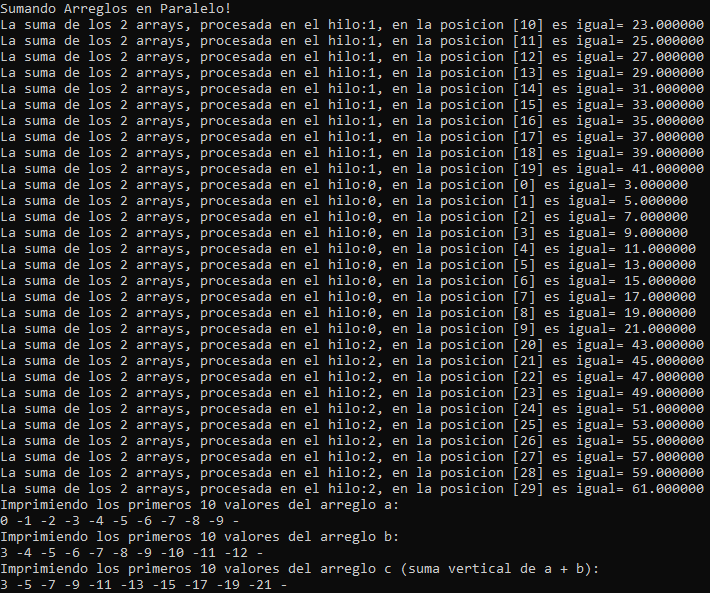 Sumando Arreglos en Paralelo!
La suma de los 2 arrays, procesada en el hilo:1, en la posicion [10] es igual= 23.000000
La suma de los 2 arrays, procesada en el hilo:1, en la posicion [11] es igual= 25.000000
La suma de los 2 arrays, procesada en el hilo:1, en la posicion [12] es igual= 27.000000
La suma de los 2 arrays, procesada en el hilo:1, en la posicion [13] es igual= 29.000000
La suma de los 2 arrays, procesada en el hilo:1, en la posicion [14] es igual= 31.000000
La suma de los 2 arrays, procesada en el hilo:1, en la posicion [15] es igual= 33.000000
La suma de los 2 arrays, procesada en el hilo:1, en la posicion [16] es igual= 35.000000
La suma de los 2 arrays, procesada en el hilo:1, en la posicion [17] es igual= 37.000000
La suma de los 2 arrays, procesada en el hilo:1, en la posicion [18] es igual= 39.000000
La suma de los 2 arrays, procesada en el hilo:1, en la posicion [19] es igual= 41.000000
La suma de los 2 arrays, procesada en el hilo:0, en la posicion [0] es igual= 3.000000
La suma de los 2 arrays, procesada en el hilo:0, en la posicion [1] es igual= 5.000000
La suma de los 2 arrays, procesada en el hilo:0, en la posicion [2] es igual= 7.000000
La suma de los 2 arrays, procesada en el hilo:0, en la posicion [3] es igual= 9.000000
La suma de los 2 arrays, procesada en el hilo:0, en la posicion [4] es igual= 11.000000
La suma de los 2 arrays, procesada en el hilo:0, en la posicion [5] es igual= 13.000000
La suma de los 2 arrays, procesada en el hilo:0, en la posicion [6] es igual= 15.000000
La suma de los 2 arrays, procesada en el hilo:0, en la posicion [7] es igual= 17.000000
La suma de los 2 arrays, procesada en el hilo:0, en la posicion [8] es igual= 19.000000
La suma de los 2 arrays, procesada en el hilo:0, en la posicion [9] es igual= 21.000000
La suma de los 2 arrays, procesada en el hilo:2, en la posicion [20] es igual= 43.000000
La suma de los 2 arrays, procesada en el hilo:2, en la posicion [21] es igual= 45.000000
La suma de los 2 arrays, procesada en el hilo:2, en la posicion [22] es igual= 47.000000
La suma de los 2 arrays, procesada en el hilo:2, en la posicion [23] es igual= 49.000000
La suma de los 2 arrays, procesada en el hilo:2, en la posicion [24] es igual= 51.000000
La suma de los 2 arrays, procesada en el hilo:2, en la posicion [25] es igual= 53.000000
La suma de los 2 arrays, procesada en el hilo:2, en la posicion [26] es igual= 55.000000
La suma de los 2 arrays, procesada en el hilo:2, en la posicion [27] es igual= 57.000000
La suma de los 2 arrays, procesada en el hilo:2, en la posicion [28] es igual= 59.000000
La suma de los 2 arrays, procesada en el hilo:2, en la posicion [29] es igual= 61.000000
Imprimiendo los primeros 10 valores del arreglo a:
0 -1 -2 -3 -4 -5 -6 -7 -8 -9 -
Imprimiendo los primeros 10 valores del arreglo b:
3 -4 -5 -6 -7 -8 -9 -10 -11 -12 -
Imprimiendo los primeros 10 valores del arreglo c (suma vertical de a + b):
3 -5 -7 -9 -11 -13 -15 -17 -19 -21 -